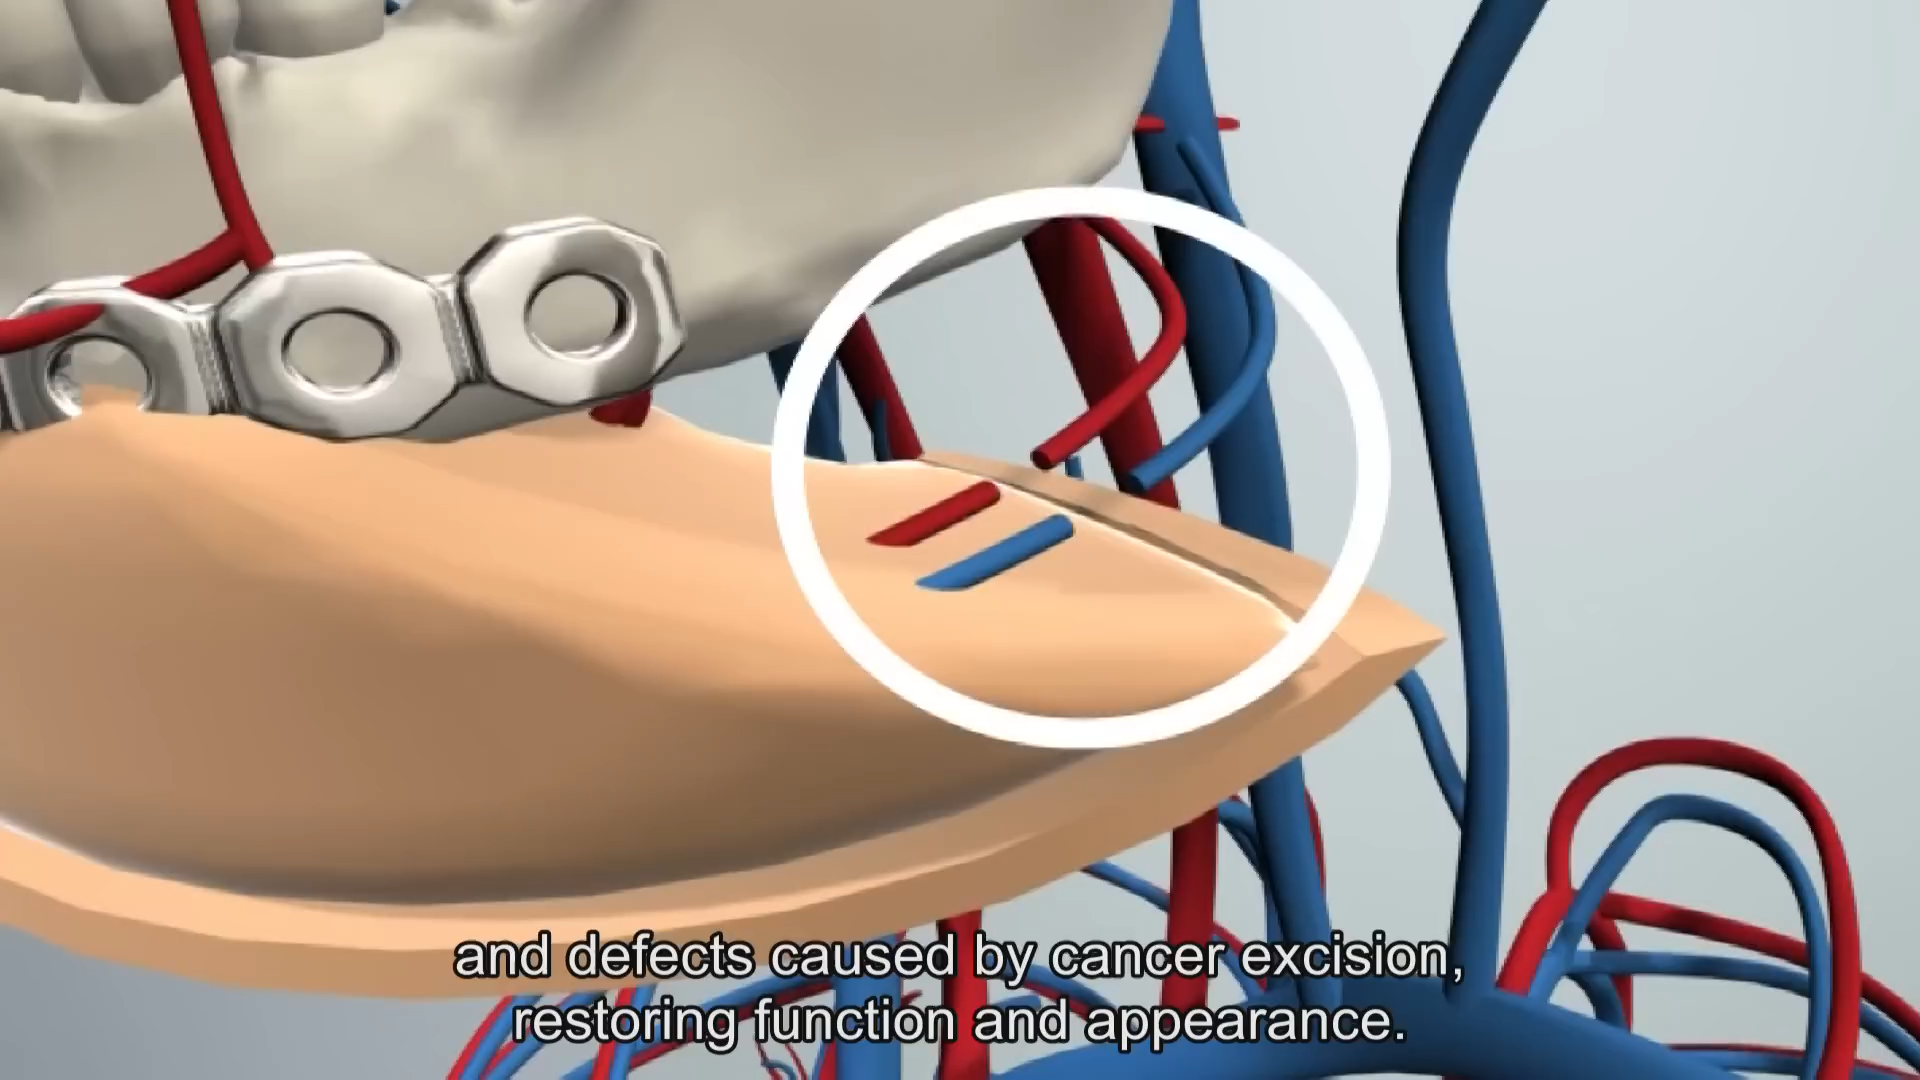 and defects caused by cancer excision,
restoring function and appearance.